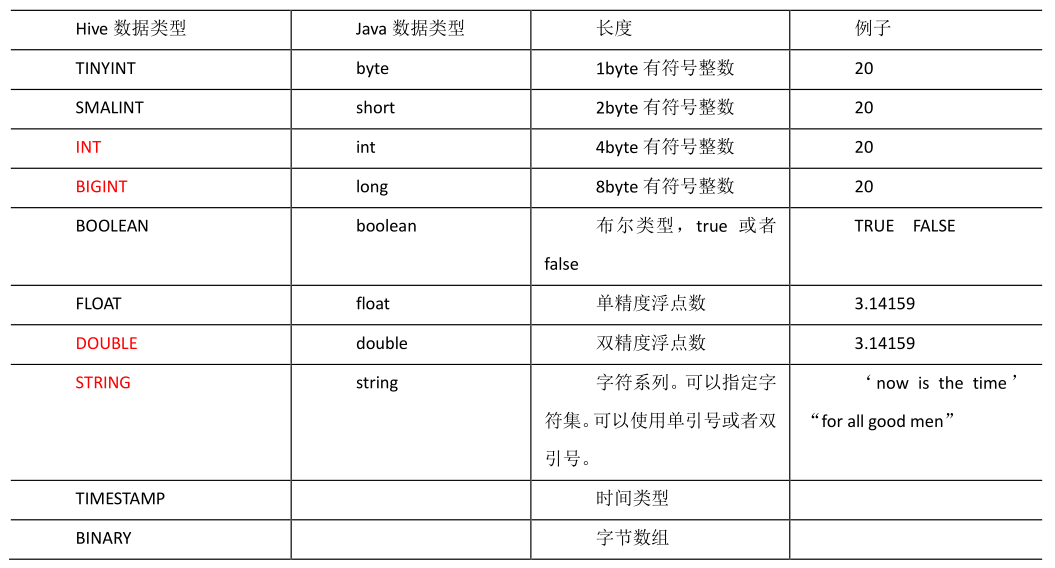 Hive 数据类型 Java 数据类型 长度 例子
TINYINT byte 1byte 有符号整数 20
SMALINT short 2byte 有符号整数 20
INT int 4byte 有符号整数 20
BIGINT long 8byte 有符号整数 20
BOOLEAN boolean 布尔类型，true 或者 TRUE FALSE
false
FLOAT float 单精度浮点数 3.14159
DOUBLE double 双精度浮点数 3.14159
STRING string 字符系列。可以指定字 ‘now is the time’
符集。可以使用单引号或者双 “for all good men”
引号。
TIMESTAMP 时间类型
BINARY 字节数组